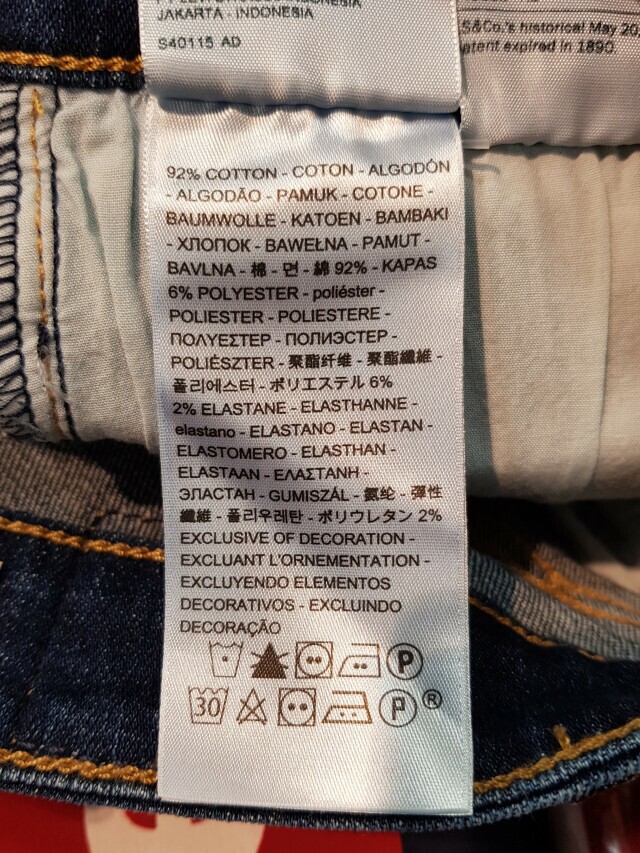 JAKARTA - INDONESIA
S40115 AD
S&Co.'s historical May 20,
patent expired in 1890.
92% COTTON - COTON - ALGODÓN
- ALGODÃO - PAMUK - COTONE -
BAUMWOLLE - KATOEN - BAMBAKI
- ХЛОПОК - BAWEŁNA - PAMUT -
BAVLNA - 棉 - 면 - 綿 92% - KAPAS
6% POLYESTER - poliéster -
POLIESTER - POLIESTERE -
ΠΟΛΥΕΣΤΕΡ - ПОЛИЭСТЕР -
POLIÉSZTER - 聚酯纤维 - 聚酯纖維 -
폴리에스터 - ポリエステル 6%
2% ELASTANE - ELASTHANNE -
elastano - ELASTANO - ELASTAN -
ELASTOMERO - ELASTHAN -
ELASTAAN - ΕΛΑΣΤΑΝΗ -
ЭЛАСТАН - GUMISZÁL - 氨纶 - 彈性
纖維 - 폴리우레탄 - ポリウレタン 2%
EXCLUSIVE OF DECORATION -
EXCLUANT L'ORNEMENTATION -
EXCLUYENDO ELEMENTOS
DECORATIVOS - EXCLUINDO
DECORAÇÃO
P
30 P ®